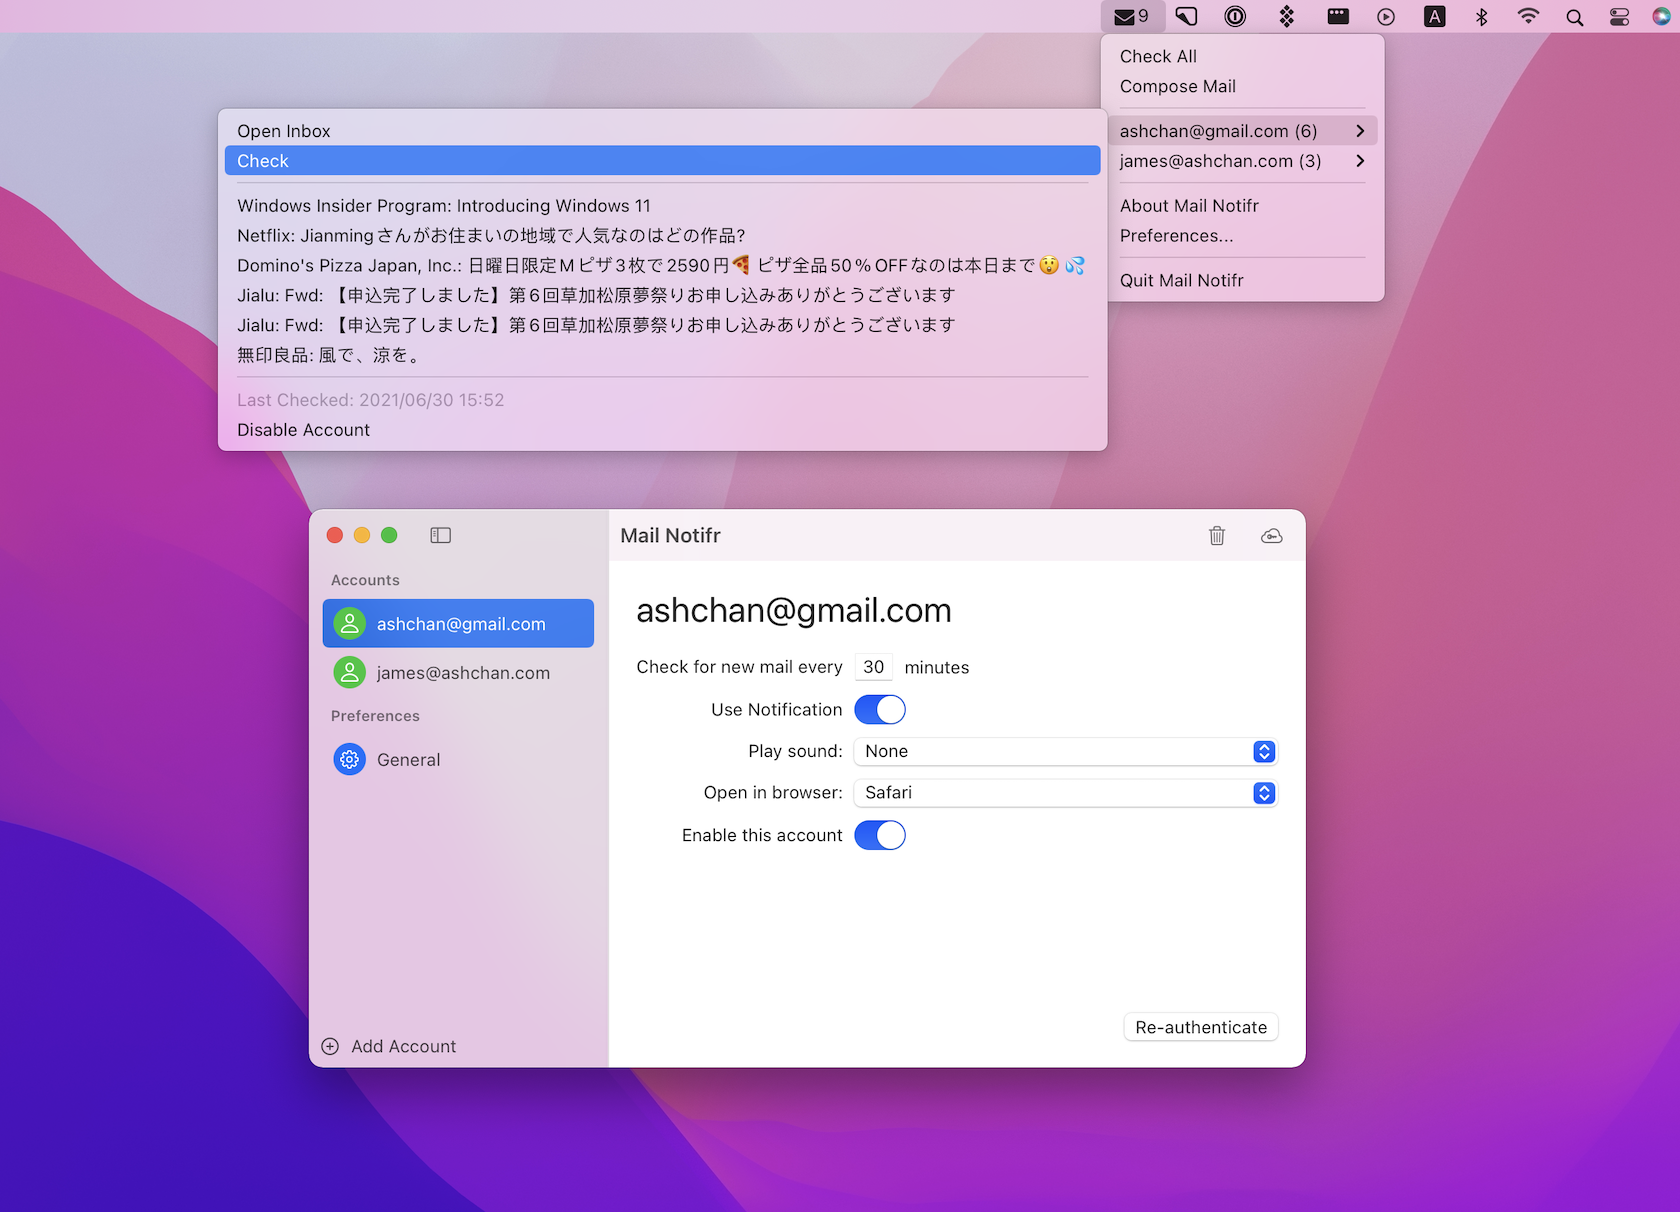 9
A
Check All
Compose Mail
ashchan@gmail.com (6)
james@ashchan.com (3)
About Mail Notifr
Preferences...
Quit Mail Notifr
Open Inbox
Check
Windows Insider Program: Introducing Windows 11
Netflix: Jianmingさんがお住まいの地域で人気なのはどの作品?
Domino's Pizza Japan, Inc.: 日曜日限定Mピザ3枚で2590円🍕 ピザ全品50%OFFなのは本日まで😲💦
Jialu: Fwd: 【申込完了しました】第6回草加松原夢祭りお申し込みありがとうございます
Jialu: Fwd: 【申込完了しました】第6回草加松原夢祭りお申し込みありがとうございます
無印良品: 風で、涼を。
Last Checked: 2021/06/30 15:52
Disable Account
Mail Notifr
Accounts
ashchan@gmail.com
james@ashchan.com
Preferences
General
Add Account
ashchan@gmail.com
Check for new mail every 30 minutes
Use Notification
Play sound: None
Open in browser: Safari
Enable this account
Re-authenticate